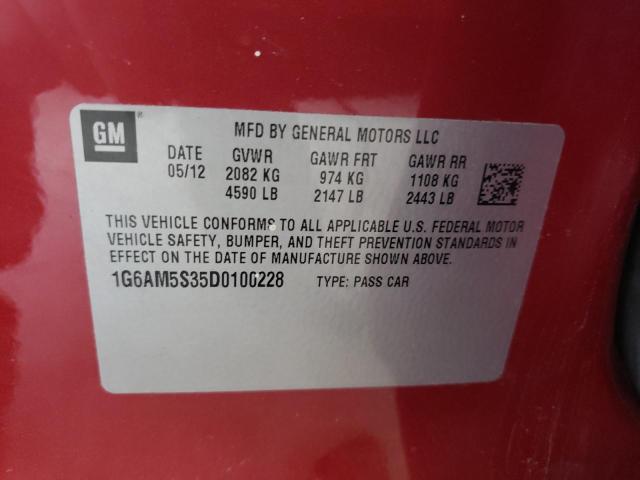 GM ®
MFD BY GENERAL MOTORS LLC
DATE GVWR GAWR FRT GAWR RR
05/12 2082 KG 974 KG 1108 KG
4590 LB 2147 LB 2443 LB
THIS VEHICLE CONFORMS TO ALL APPLICABLE U.S. FEDERAL MOTOR
VEHICLE SAFETY, BUMPER, AND THEFT PREVENTION STANDARDS IN
EFFECT ON THE DATE OF MANUFACTURE SHOWN ABOVE.
1G6AM5S35D0100228 TYPE: PASS CAR